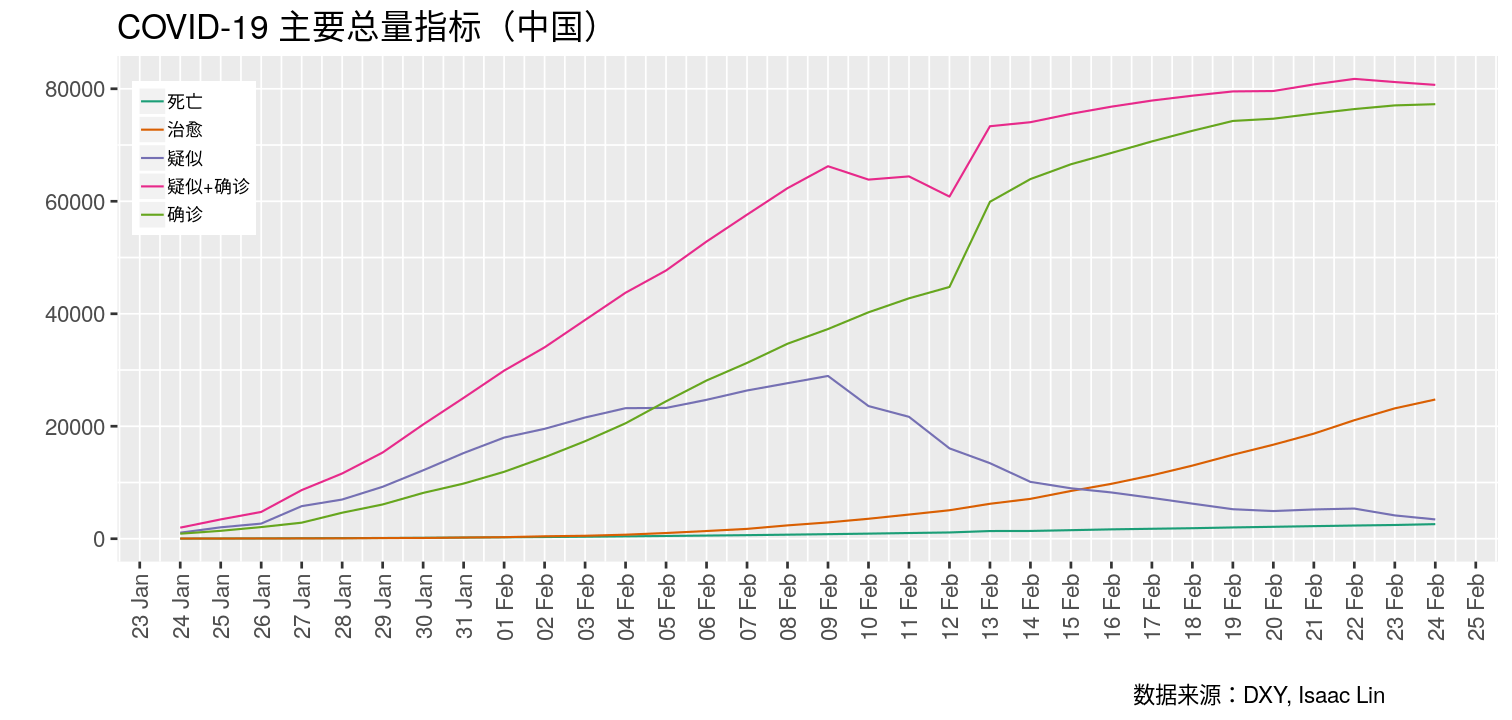 COVID-19 主要总量指标（中国）
80000
60000
40000
20000
0
死亡
治愈
疑似
疑似+确诊
确诊
23 Jan
24 Jan
25 Jan
26 Jan
27 Jan
28 Jan
29 Jan
30 Jan
31 Jan
01 Feb
02 Feb
03 Feb
04 Feb
05 Feb
06 Feb
07 Feb
08 Feb
09 Feb
10 Feb
11 Feb
12 Feb
13 Feb
14 Feb
15 Feb
16 Feb
17 Feb
18 Feb
19 Feb
20 Feb
21 Feb
22 Feb
23 Feb
24 Feb
25 Feb
数据来源：DXY, Isaac Lin